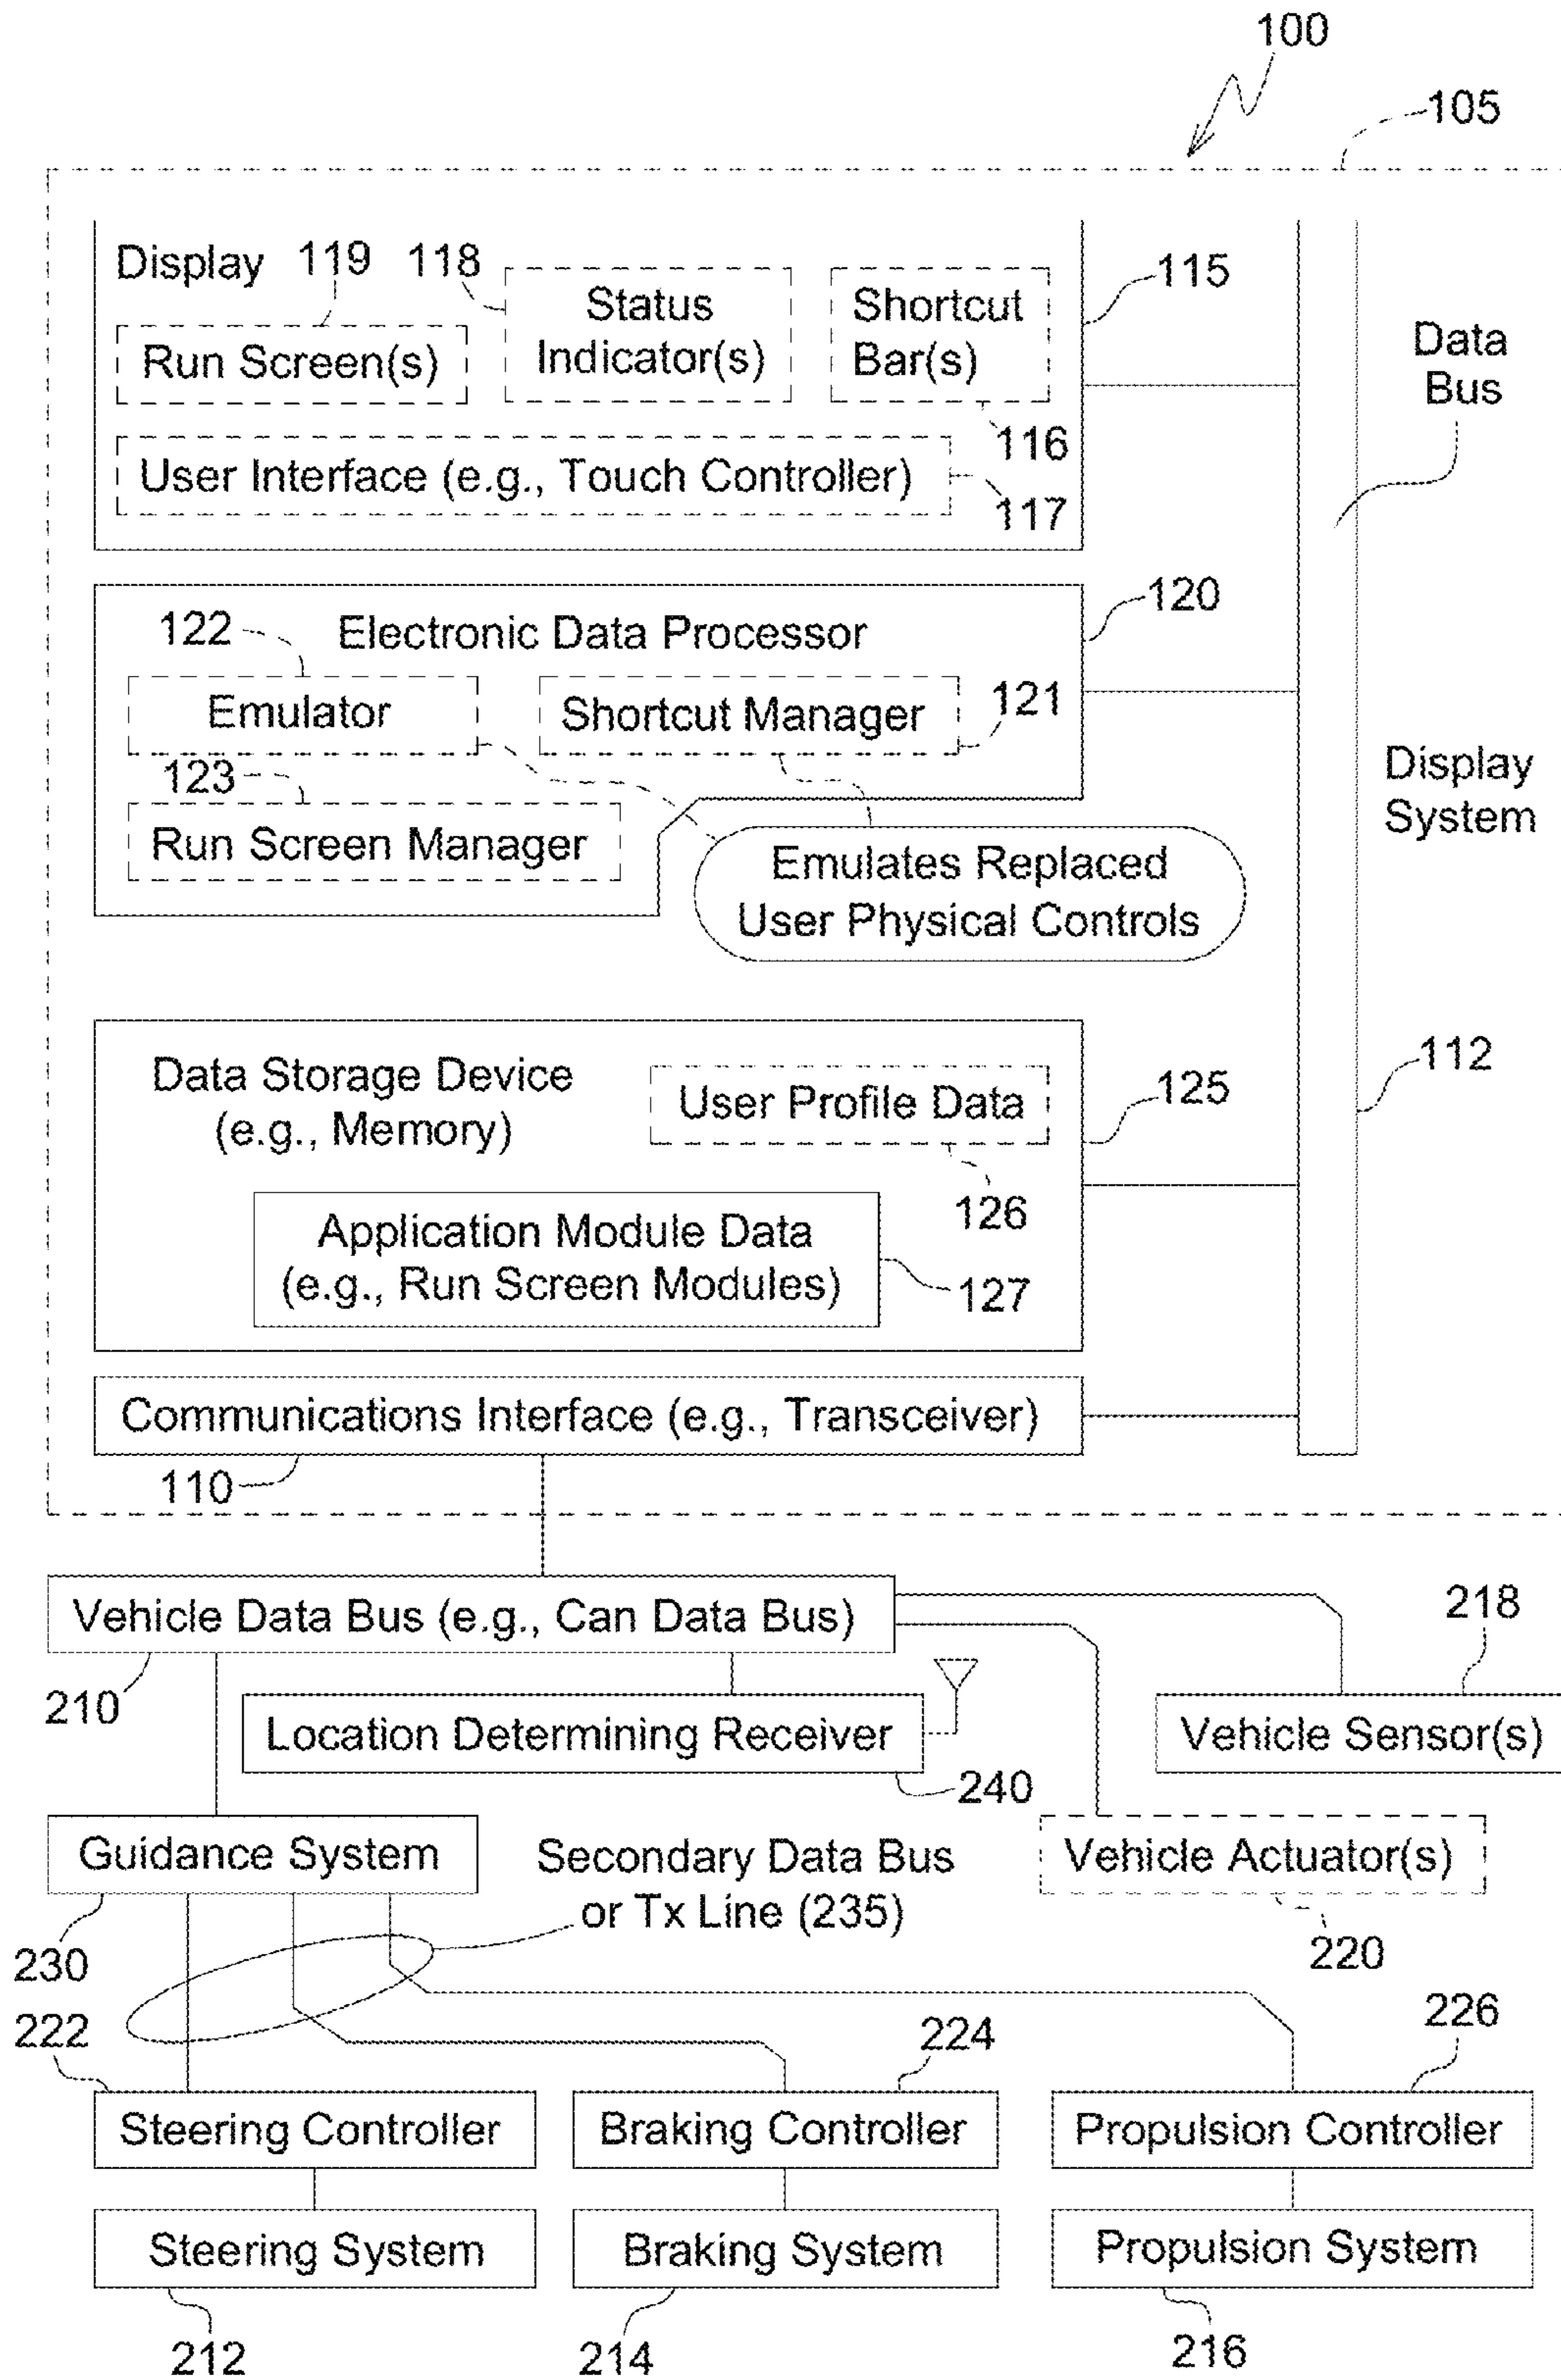 100
105
Display 119 118
Status
Indicator(s)
Shortcut
Bar(s)
115
Run Screen(s)
Data
Bus
116
User Interface (e.g., Touch Controller)
117
120
122
Electronic Data Processor
Emulator
Shortcut Manager
121
123
Display
System
Run Screen Manager
Emulates Replaced
User Physical Controls
112
Data Storage Device
(e.g., Memory)
User Profile Data
125
126
Application Module Data
(e.g., Run Screen Modules)
127
Communications Interface (e.g., Transceiver)
110
Vehicle Data Bus (e.g., Can Data Bus)
218
210
Location Determining Receiver
Vehicle Sensor(s)
240
Guidance System
Secondary Data Bus
or Tx Line (235)
Vehicle Actuator(s)
230
220
222
224
226
Steering Controller
Braking Controller
Propulsion Controller
Steering System
Braking System
Propulsion System
212
214
216